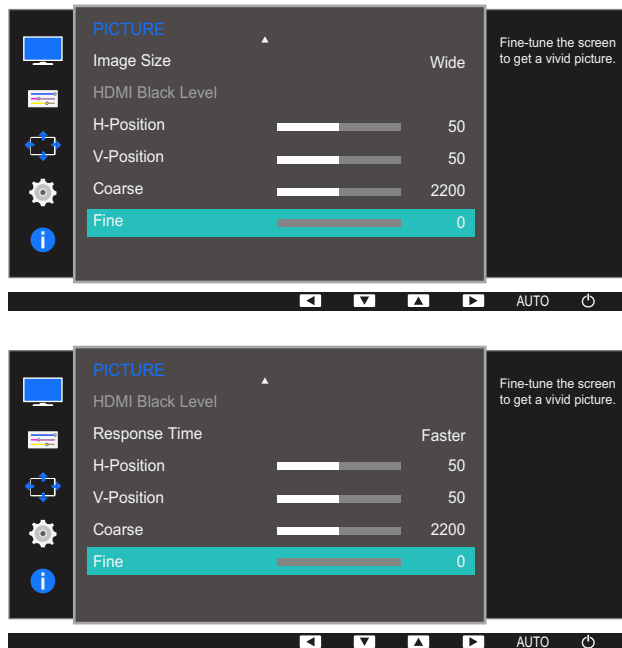 PICTURE
Image Size Wide
HDMI Black Level
H-Position 50
V-Position 50
Coarse 2200
Fine 0
Fine-tune the screen
to get a vivid picture.
AUTO
PICTURE
HDMI Black Level
Response Time Faster
H-Position 50
V-Position 50
Coarse 2200
Fine 0
Fine-tune the screen
to get a vivid picture.
AUTO